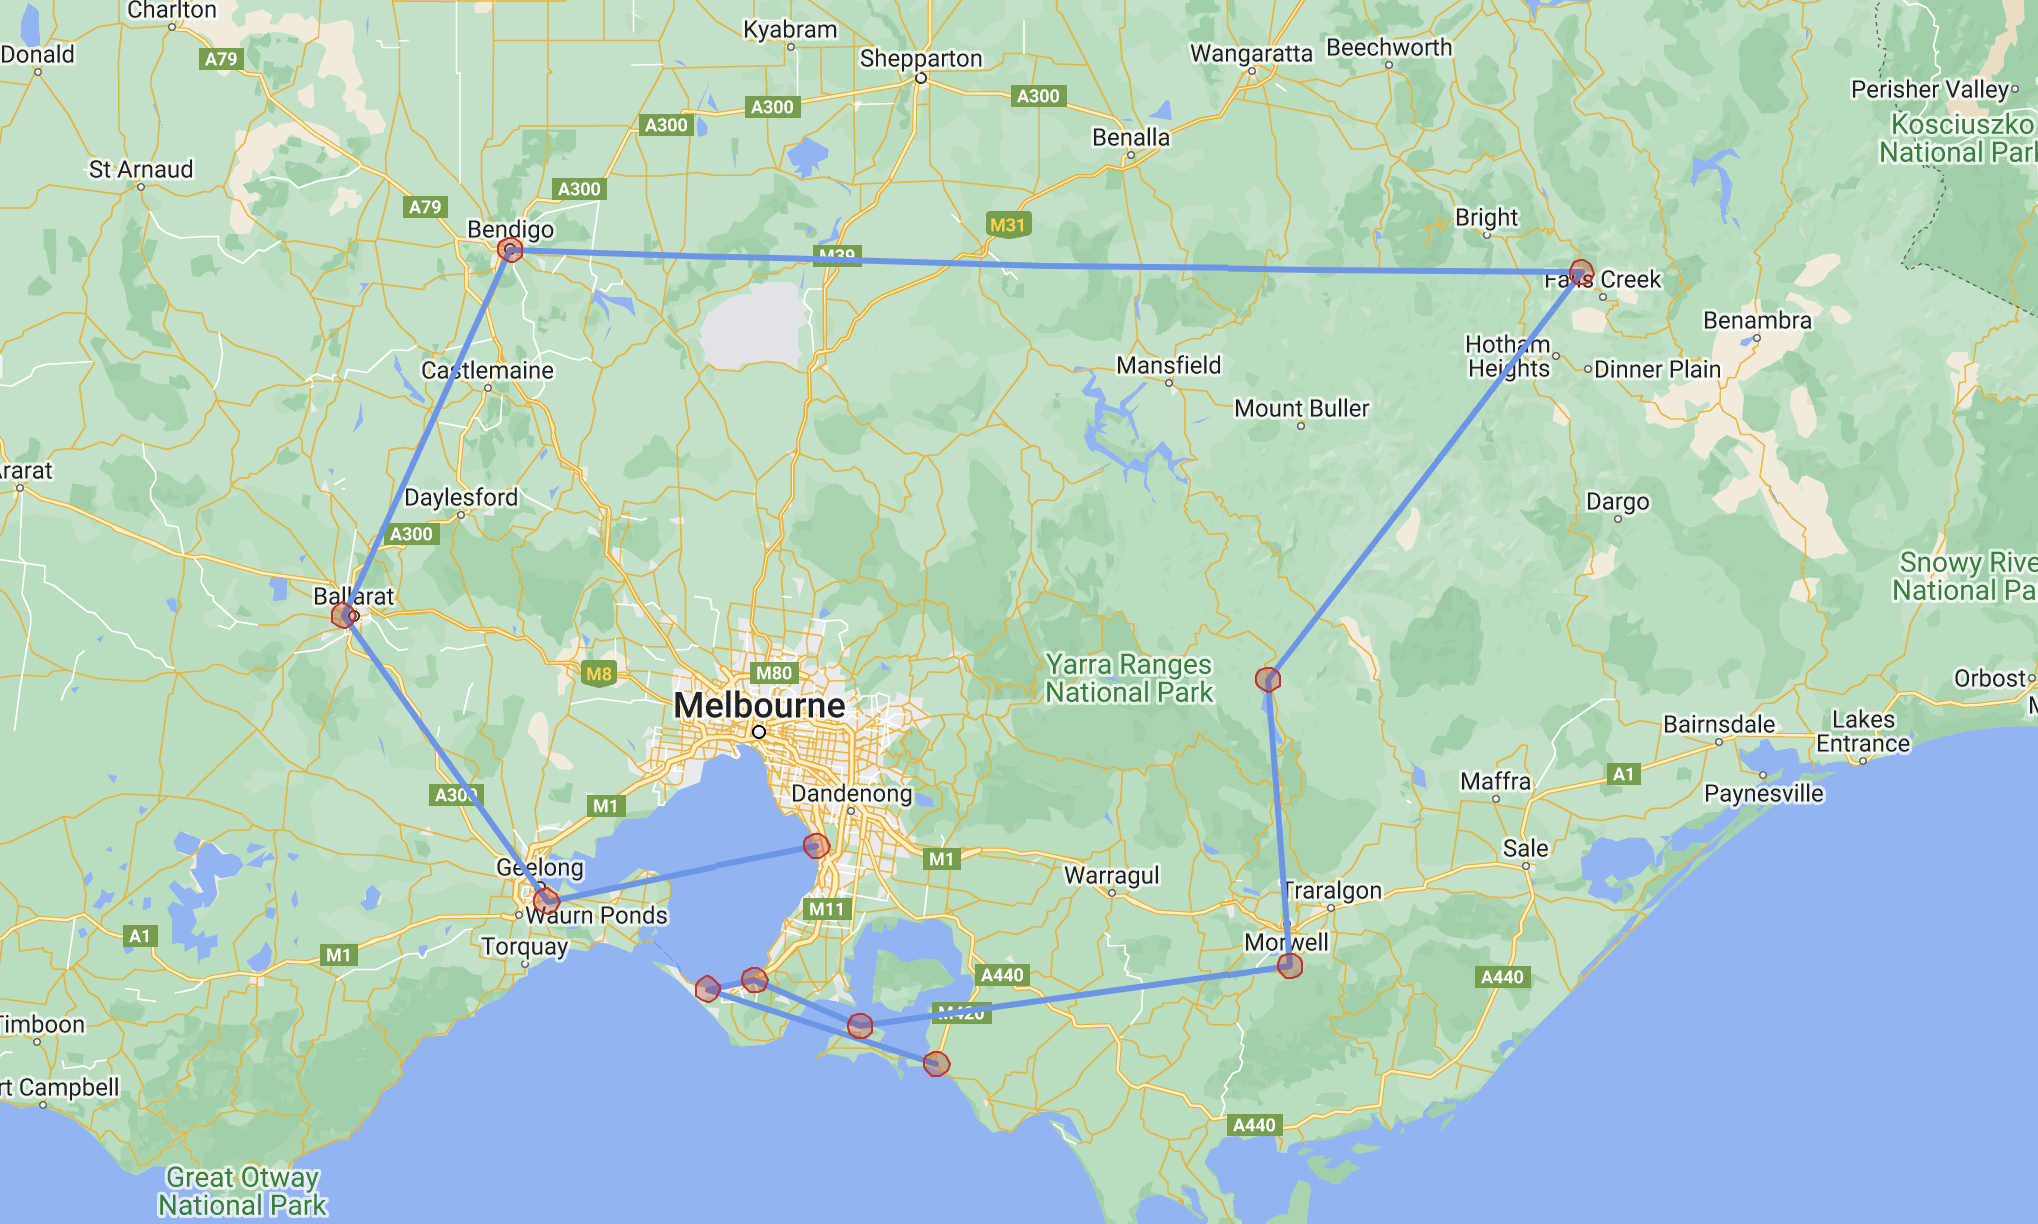 Charlton
Donald
A79
Kyabram
Shepparton
Wangaratta
Beechworth
Perisher Valley
A300
A300
A300
Kosciuszko
Benalla
St Arnaud
A300
A79
Bendigo
M31
Bright
M39
Falls Creek
Benambra
Hotham
Heights
Dinner Plain
Castlemaine
Mansfield
Mount Buller
Ararat
Daylesford
Dargo
A300
Snowy Rive
National Pa
Ballarat
Yarra Ranges
National Park
M8
M80
Orbost
Melbourne
Bairnsdale
Lakes
Entrance
A1
Maffra
Paynesville
A300
M1
Dandenong
Geelong
M1
Sale
Warragul
Traralgon
Waurn Ponds
M11
A1
M1
Torquay
Morwell
A440
A440
M420
Timboon
rt Campbell
A440
Great Otway
National Park